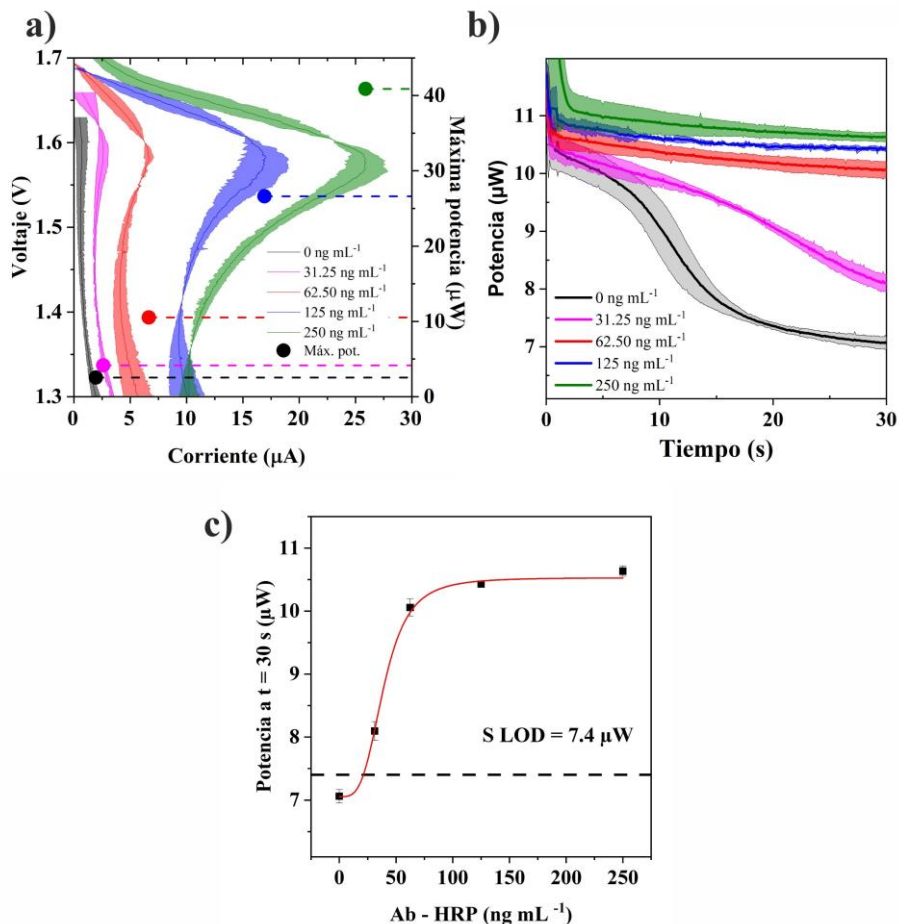 a)
1.7
1.6
1.5
1.4
1.3
Voltaje (V)
0
5
10
15
20
25
30
Corriente (µA)
40
30
20
10
0
Máxima potencia (µW)
0 ng mL⁻¹
31.25 ng mL⁻¹
62.50 ng mL⁻¹
125 ng mL⁻¹
250 ng mL⁻¹
Máx. pot.
b)
11
10
9
8
7
Potencia (µW)
0
10
20
30
Tiempo (s)
0 ng mL⁻¹
31.25 ng mL⁻¹
62.50 ng mL⁻¹
125 ng mL⁻¹
250 ng mL⁻¹
c)
11
10
9
8
7
Potencia a t = 30 s (µW)
S LOD = 7.4 µW
0
50
100
150
200
250
Ab - HRP (ng mL ⁻¹)